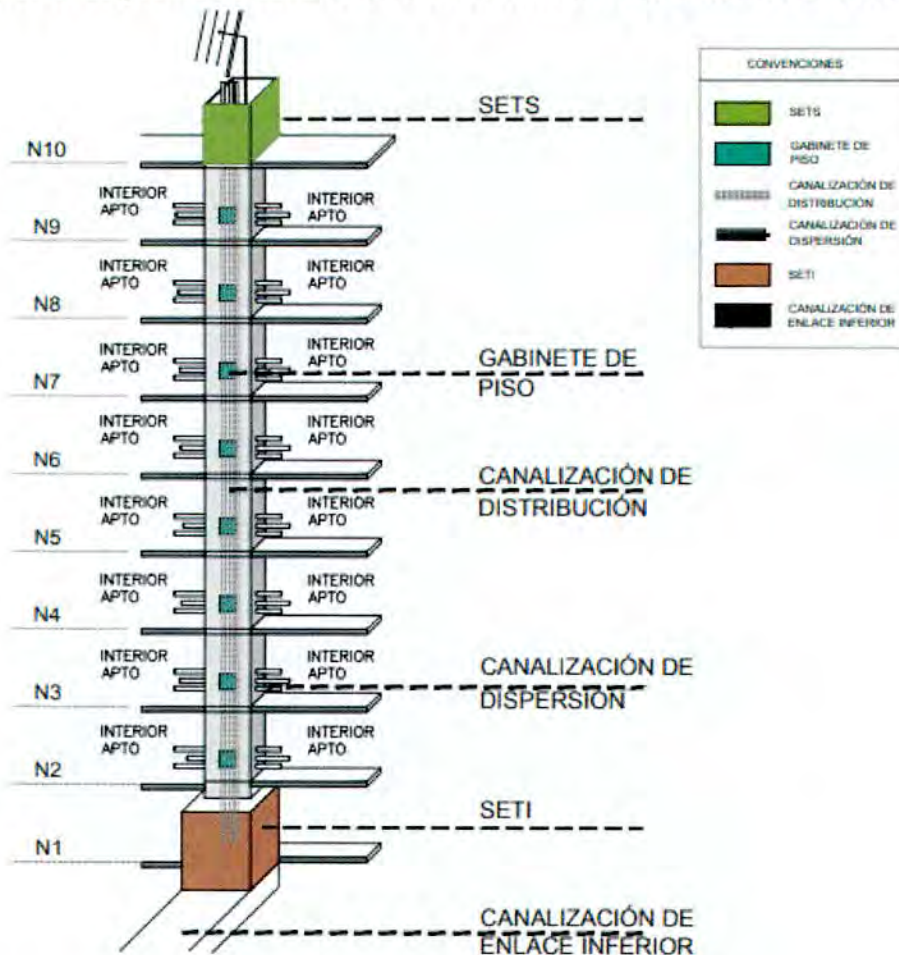 SETS
N10
INTERIOR
APTO
INTERIOR
APTO
N9
INTERIOR
APTO
INTERIOR
APTO
N8
INTERIOR
APTO
INTERIOR
APTO
GABINETE DE
PISO
N7
INTERIOR
APTO
INTERIOR
APTO
N6
CANALIZACIÓN DE
DISTRIBUCIÓN
INTERIOR
APTO
INTERIOR
APTO
N5
INTERIOR
APTO
INTERIOR
APTO
N4
INTERIOR
APTO
INTERIOR
APTO
CANALIZACIÓN DE
DISPERSIÓN
N3
INTERIOR
APTO
INTERIOR
APTO
N2
SETI
N1
CANALIZACIÓN DE
ENLACE INFERIOR
CONVENCIONES
SETS
GABINETE DE
PISO
CANALIZACIÓN DE
DISTRIBUCIÓN
CANALIZACIÓN DE
DISPERSIÓN
SETI
CANALIZACIÓN DE
ENLACE INFERIOR